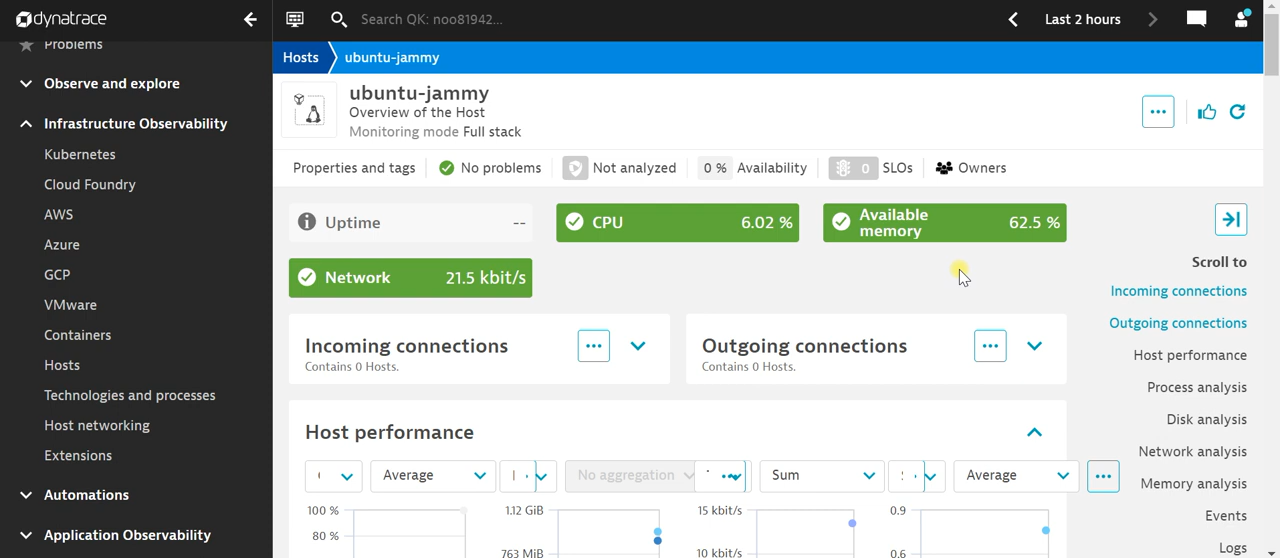 dynatrace
Search QK: noo81942...
Last 2 hours
Problems
Observe and explore
Infrastructure Observability
Kubernetes
Cloud Foundry
AWS
Azure
GCP
VMware
Containers
Hosts
Technologies and processes
Host networking
Extensions
Automations
Application Observability
Hosts
ubuntu-jammy
ubuntu-jammy
Overview of the Host
Monitoring mode Full stack
Properties and tags
No problems
Not analyzed
0 % Availability
0 SLOs
Owners
Uptime --
CPU 6.02 %
Available memory 62.5 %
Network 21.5 kbit/s
Incoming connections
Contains 0 Hosts.
Outgoing connections
Contains 0 Hosts.
Host performance
Average
No aggregation
Sum
Average
100 %
80 %
1.12 GiB
763 MiB
15 kbit/s
10 kbit/s
0.9
0.6
Scroll to
Incoming connections
Outgoing connections
Host performance
Process analysis
Disk analysis
Network analysis
Memory analysis
Events
Logs